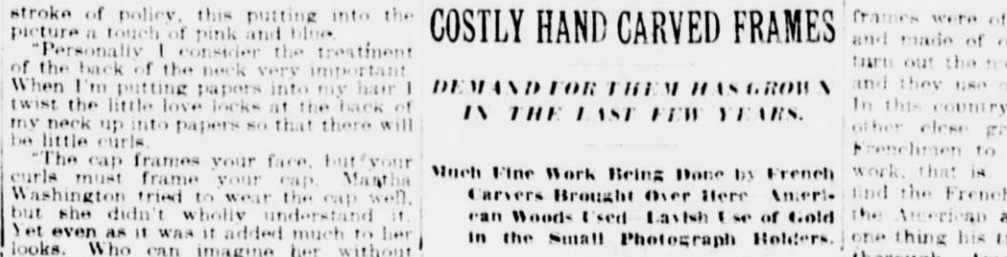 stroke of policy, this putting into the
picture a touch of pink and blue.
"Personally I consider the treatment
of the back of the neck very important.
When I'm putting papers into my hair I
twist the little love locks at the back of
my neck up into papers so that there will
be little curls.
"The cap frames your face, but your
curls must frame your cap. Martha
Washington tried to wear the cap well,
but she didn't wholly understand it.
Yet even as it was it added much to her
looks. Who can imagine her without
COSTLY HAND CARVED FRAMES
DEMAND FOR THEM HAS GROWN
IN THE LAST FEW YEARS.
Much Fine Work Being Done by French
Carvers Brought Over Here Ameri-
can Woods Used Lavish Use of Gold
in the Small Photograph Holders.
frames were
and made of
turn out the
and they use
In this country
other close
Frenchmen to
work, that is
find the French
the American
one thing his